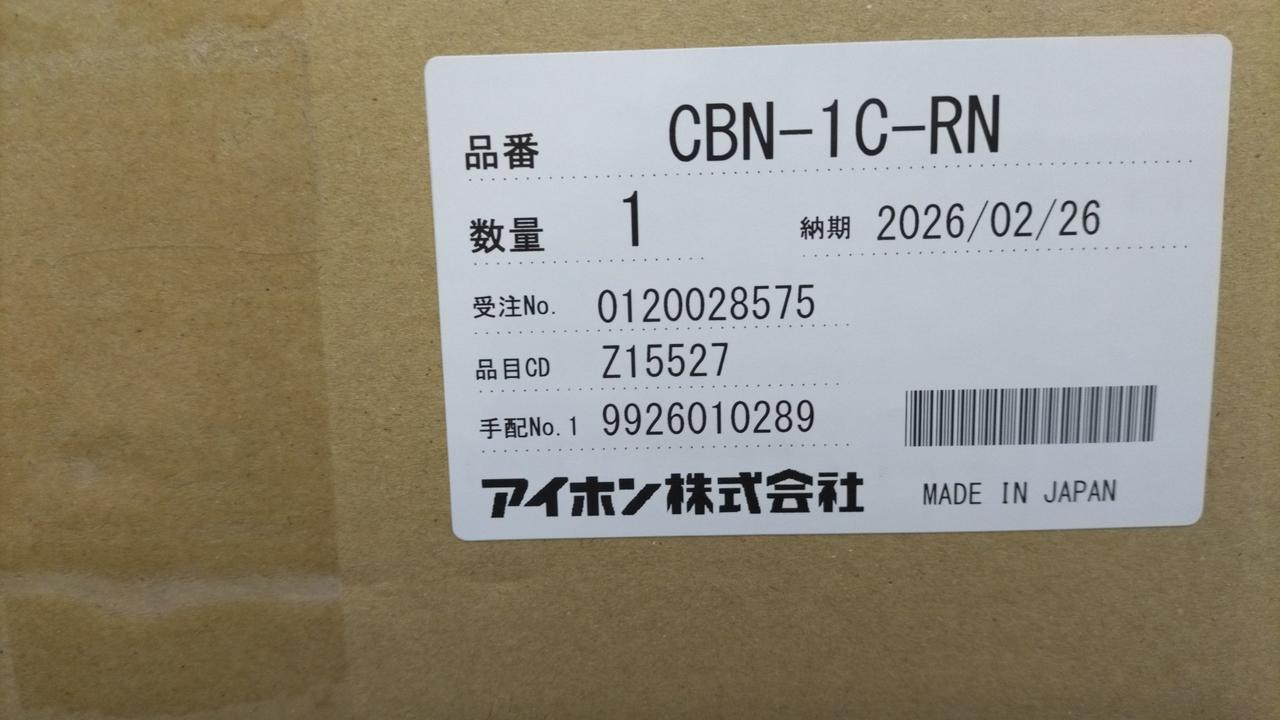 品番 CBN-1C-RN
数量 1 納期 2026/02/26
受注No. 0120028575
品目CD Z15527
手配No.1 9926010289
アイホン株式会社 MADE IN JAPAN